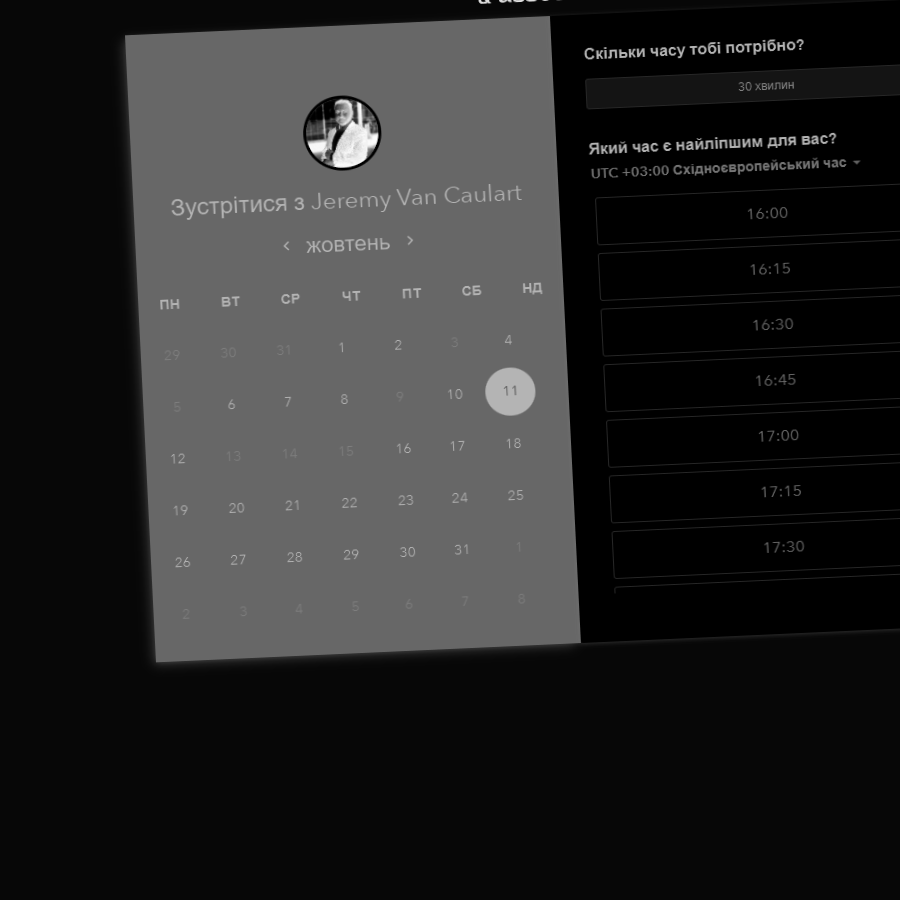 Зустрітися з Jeremy Van Caulart
жовтень
ПН ВТ СР ЧТ ПТ СБ НД
29 30 31 1 2 3 4
5 6 7 8 9 10 11
12 13 14 15 16 17 18
19 20 21 22 23 24 25
26 27 28 29 30 31 1
2 3 4 5 6 7 8
Скільки часу тобі потрібно?
30 хвилин
Який час є найліпшим для вас?
UTC +03:00 Східноєвропейський час
16:00
16:15
16:30
16:45
17:00
17:15
17:30